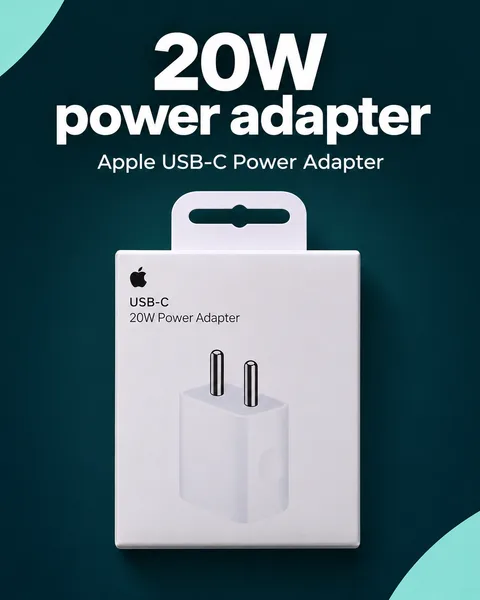 20W
power adapter
Apple USB-C Power Adapter
USB-C
20W Power Adapter